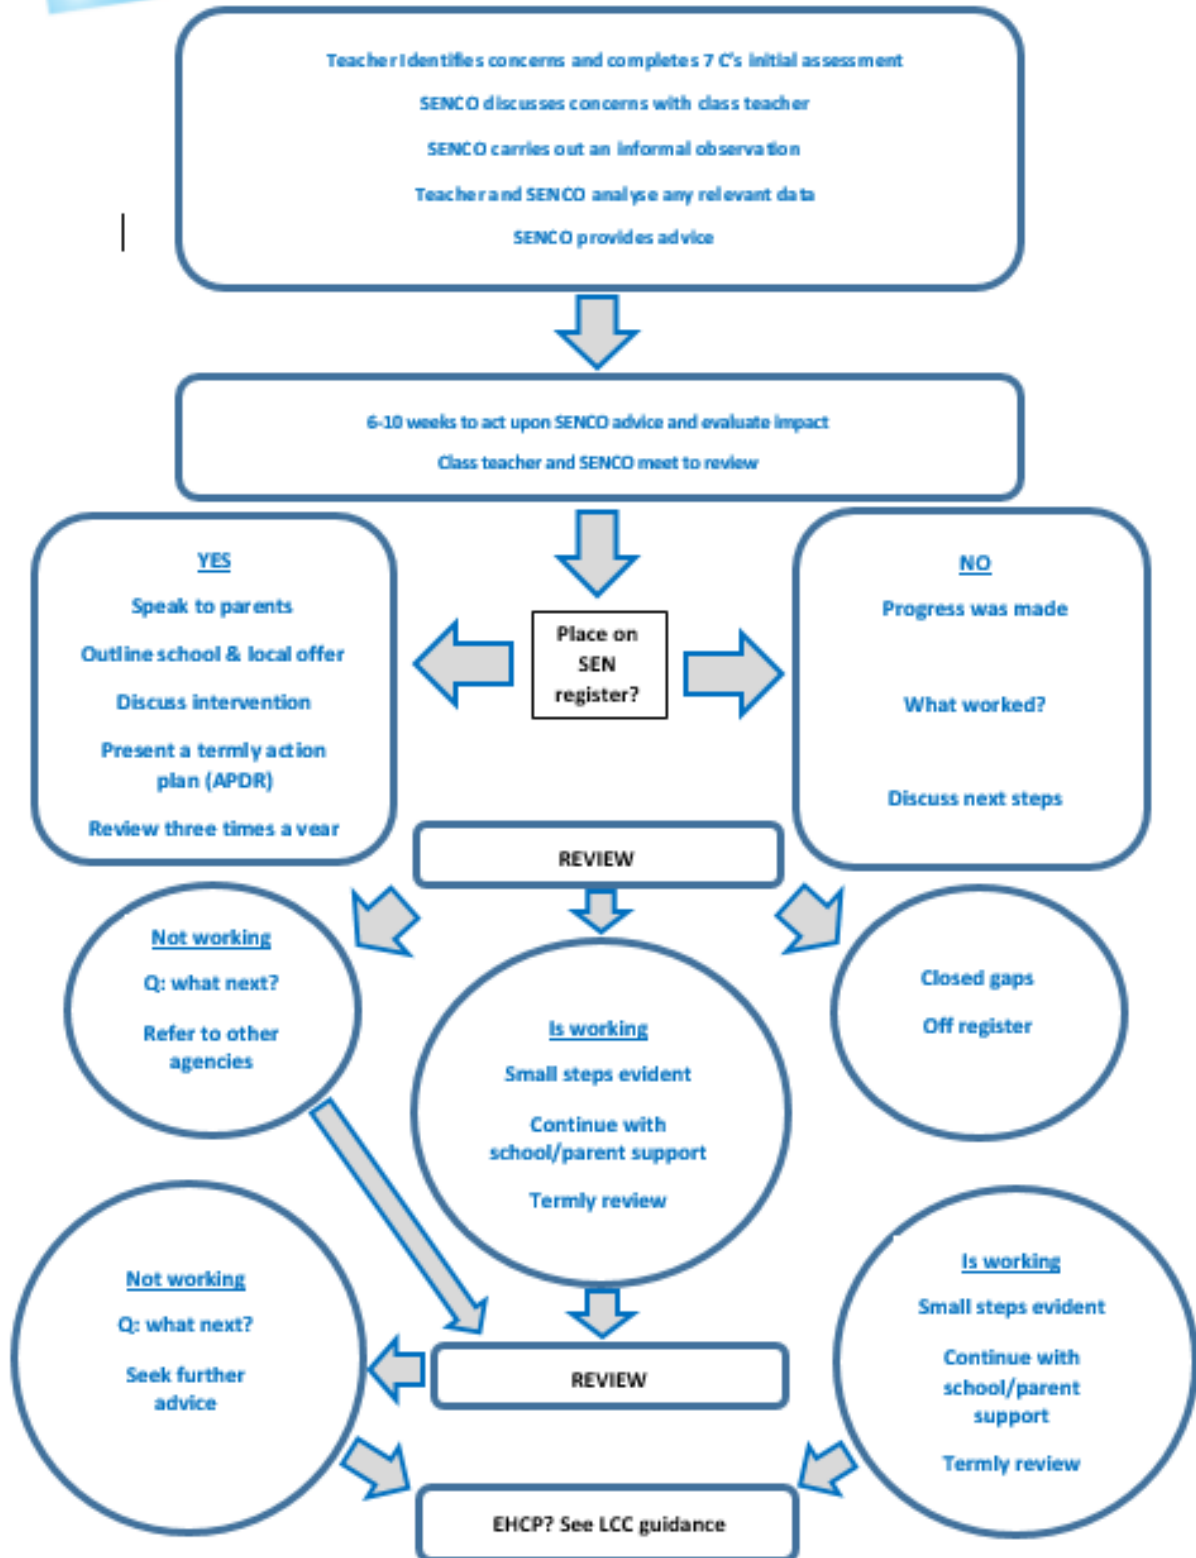 Teacher Identifies concerns and completes 7 C's initial assessment
SENCO discusses concerns with class teacher
SENCO carries out an informal observation
Teacher and SENCO analyse any relevant data
SENCO provides advice
6-10 weeks to act upon SENCO advice and evaluate impact
Class teacher and SENCO meet to review
YES
Speak to parents
Outline school & local offer
Discuss intervention
Present a termly action
plan (APDR)
Review three times a year
Place on
SEN
register?
NO
Progress was made
What worked?
Discuss next steps
REVIEW
Not working
Q: what next?
Refer to other
agencies
Is working
Small steps evident
Continue with
school/parent support
Termly review
Closed gaps
Off register
Not working
Q: what next?
Seek further
advice
REVIEW
Is working
Small steps evident
Continue with
school/parent
support
Termly review
EHCP? See LCC guidance